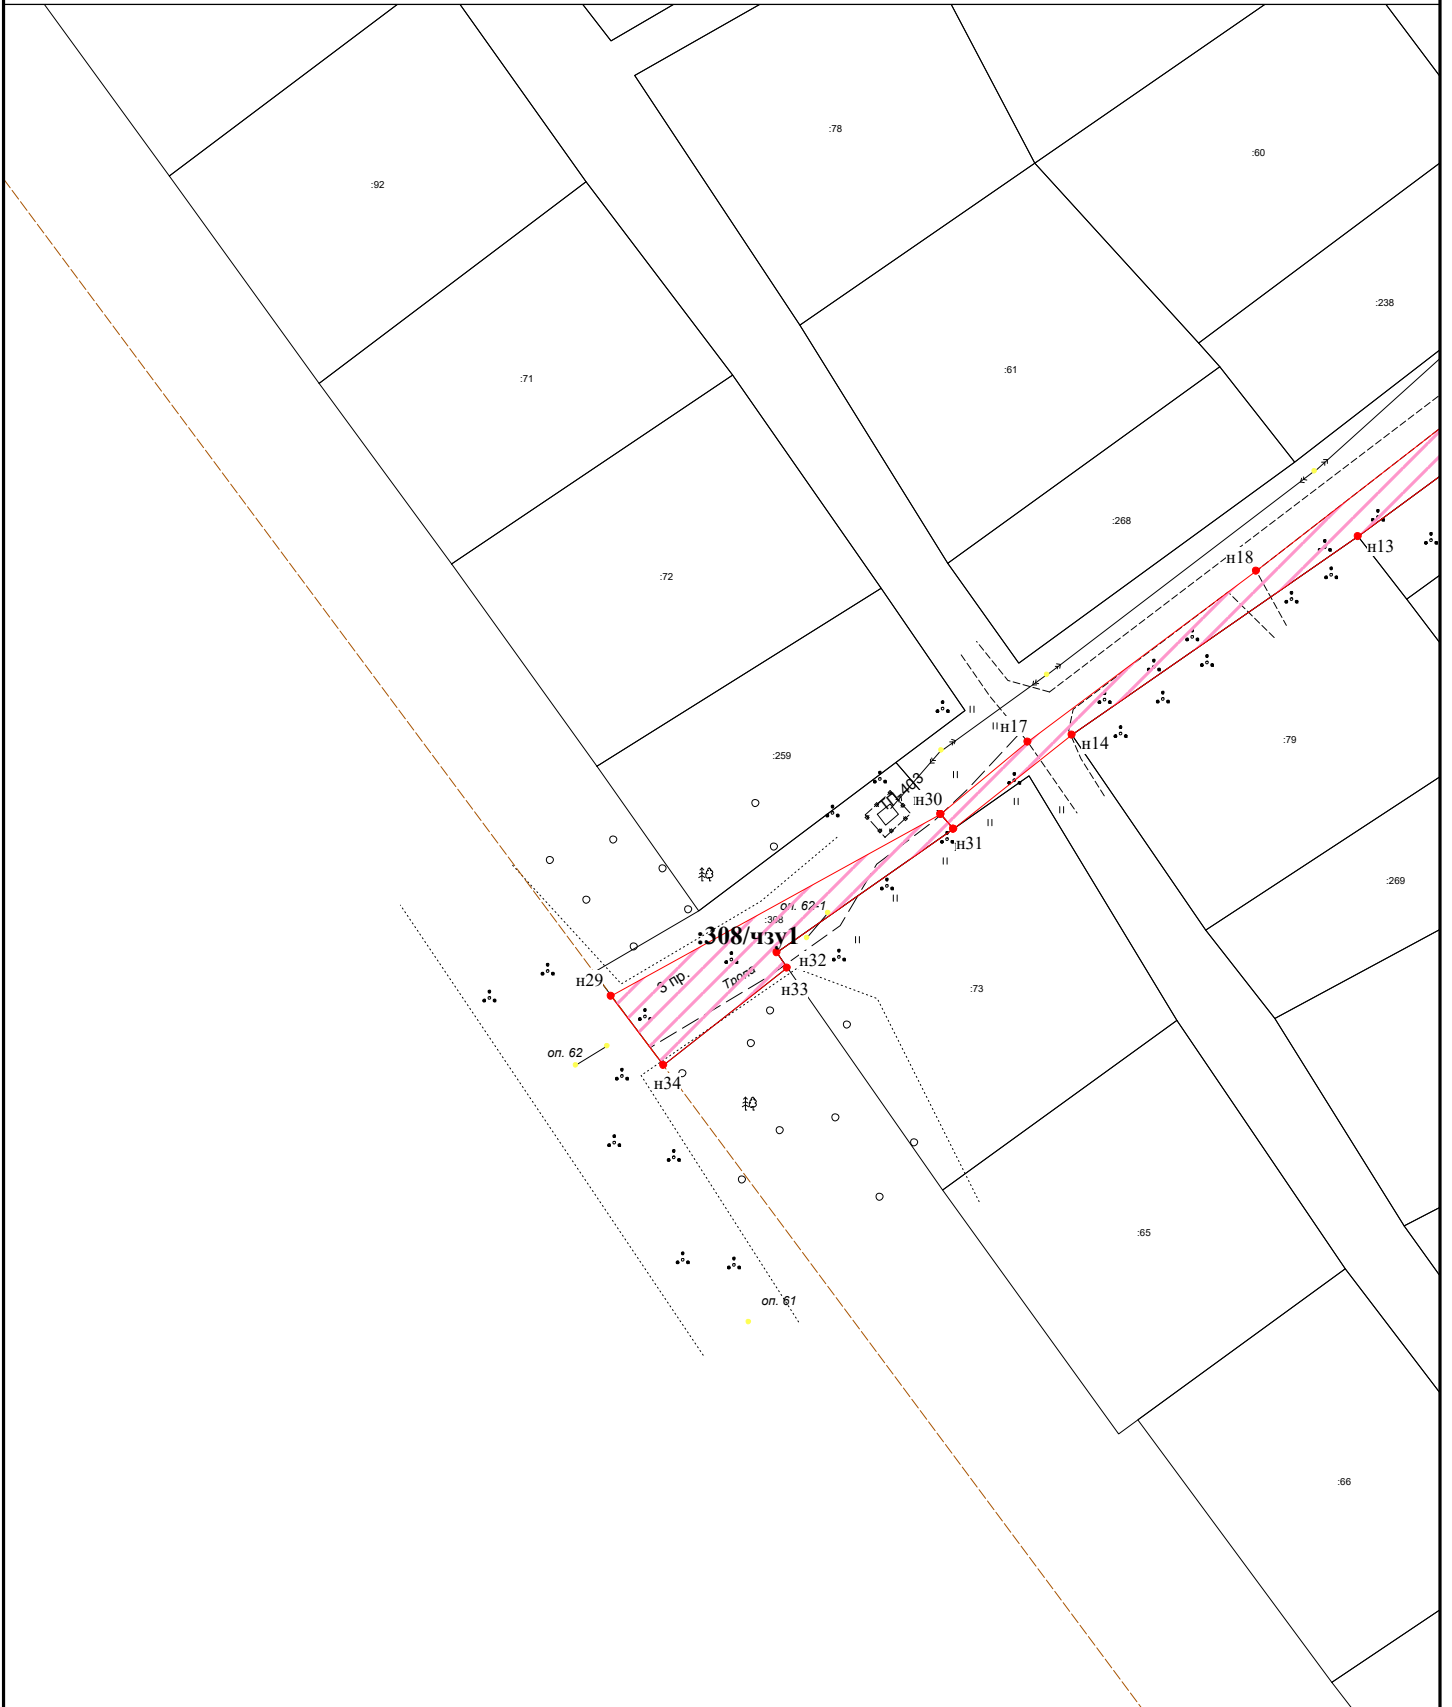 :78
:60
:92
:238
:61
:71
:268
н13
н18
:72
н17
н14
:79
:259
ТП-403
н30
н31
:269
оп. 62-1
:308
:308/чзу1
н32
3 пр.
Тропа
н29
н33
:73
оп. 62
н34
:65
оп. 61
:66